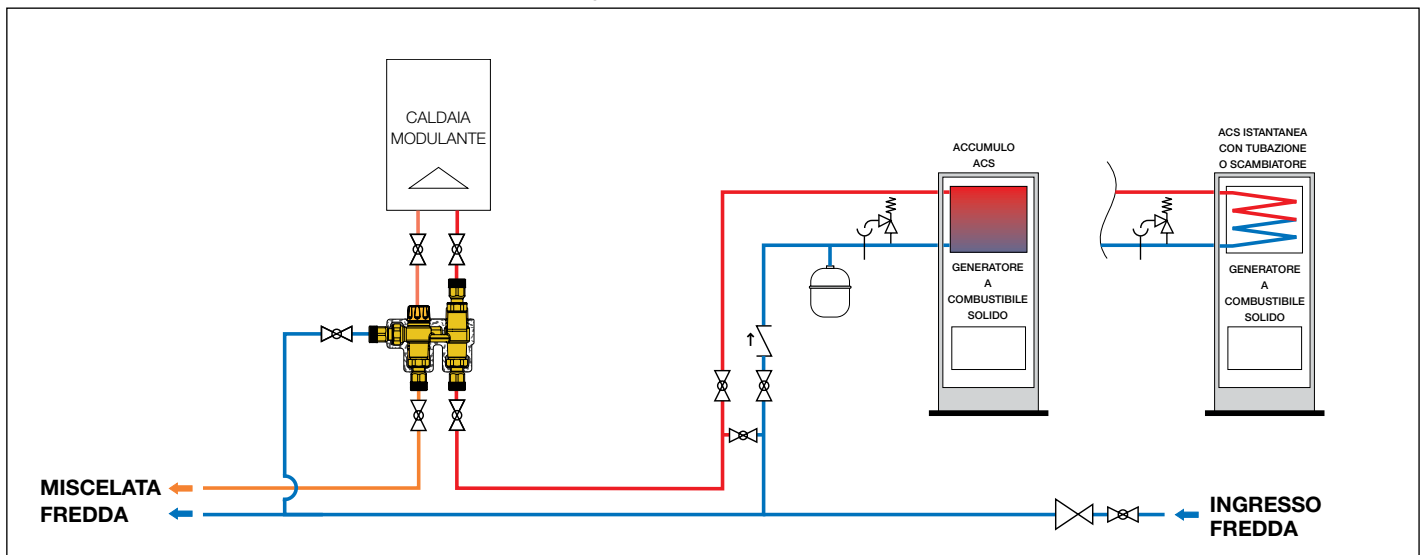 CALDAIA
MODULANTE
ACCUMULO
ACS
ACS ISTANTANEA
CON TUBAZIONE
O SCAMBIATORE
GENERATORE
A
COMBUSTIBILE
SOLIDO
GENERATORE
A
COMBUSTIBILE
SOLIDO
MISCELATA
FREDDA
INGRESSO
FREDDA